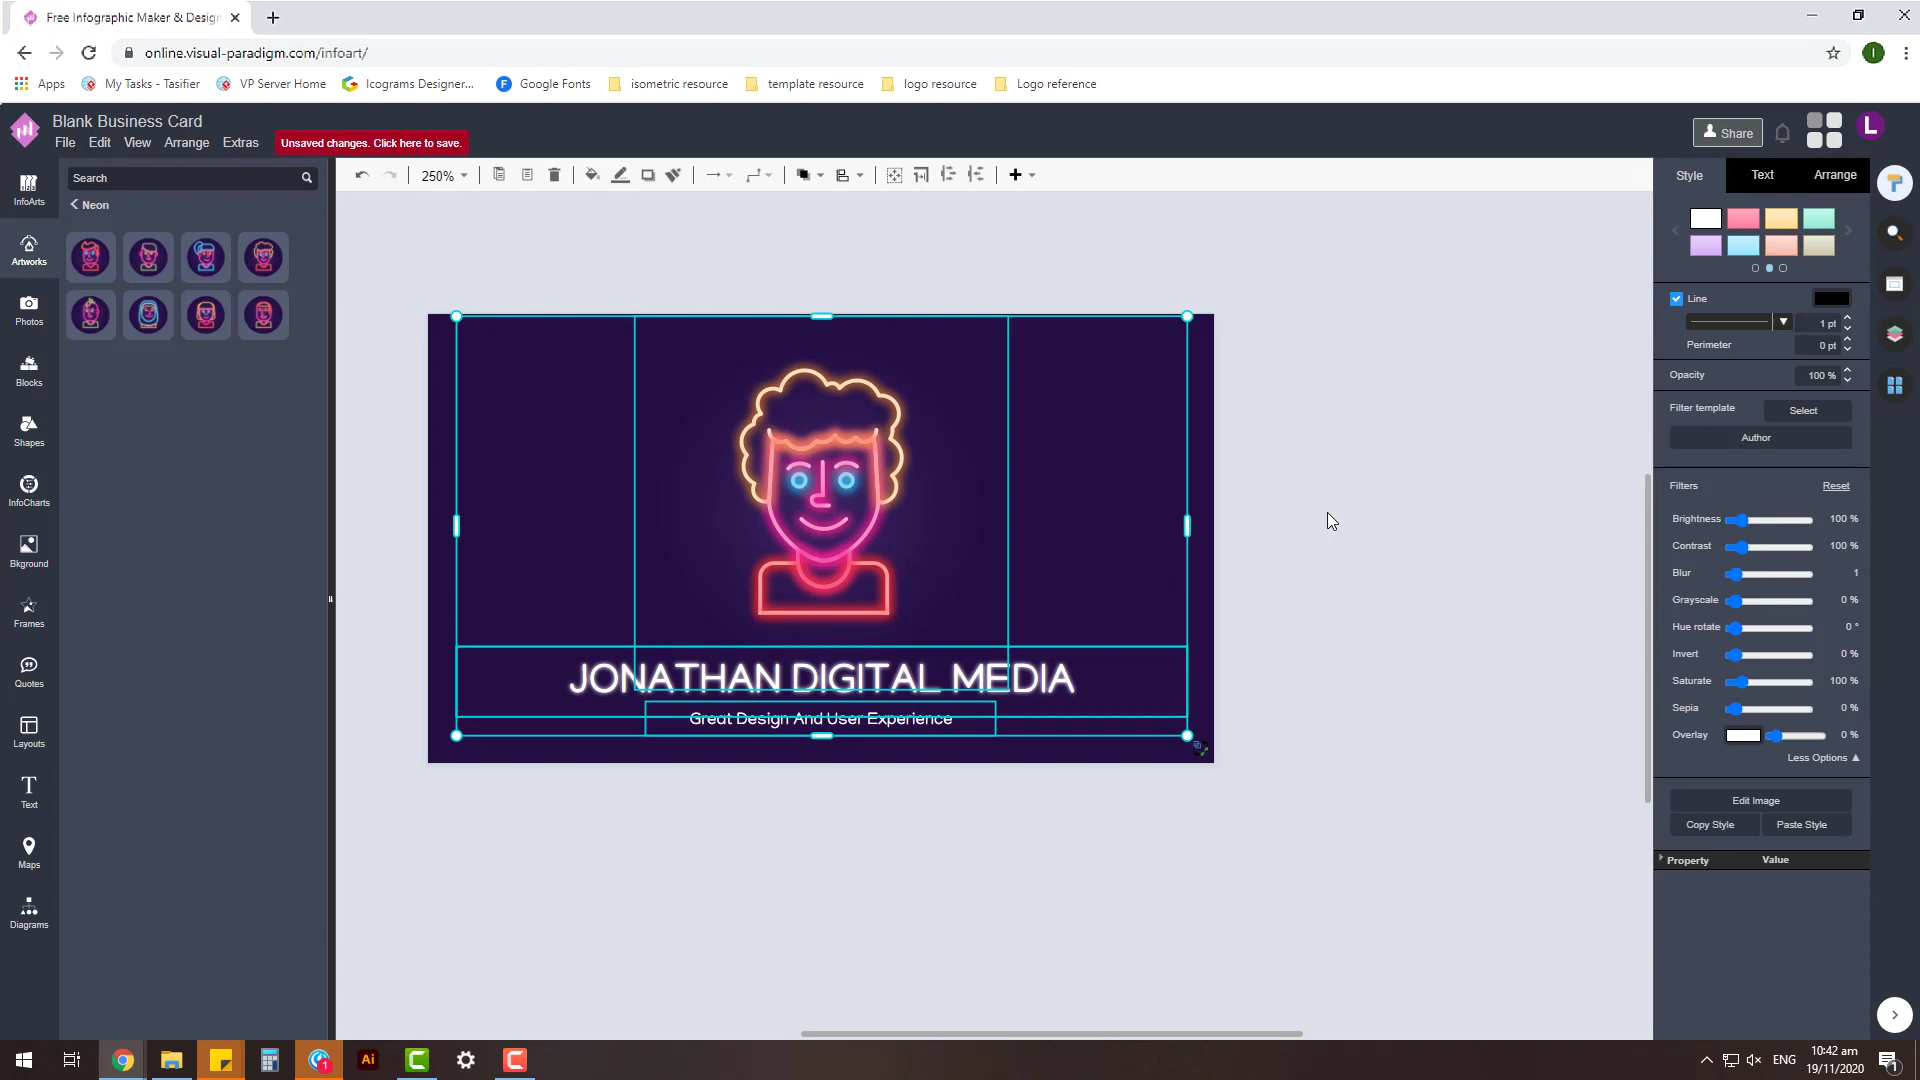 Free Infographic Maker & Design
online.visual-paradigm.com/infoart/
Apps
My Tasks - Tasifier
VP Server Home
Icograms Designer...
Google Fonts
isometric resource
template resource
logo resource
Logo reference
Blank Business Card
File Edit View Arrange Extras
Unsaved changes. Click here to save.
Share
L
InfoArts
Artworks
Photos
Blocks
Shapes
InfoCharts
Bkground
Frames
Quotes
Layouts
Text
Maps
Diagrams
Search
Neon
250%
JONATHAN DIGITAL MEDIA
Great Design And User Experience
Style Text Arrange
Line
1 pt
Perimeter 0 pt
Opacity 100 %
Filter template Select
Author
Filters Reset
Brightness 100 %
Contrast 100 %
Blur 1
Grayscale 0 %
Hue rotate 0 °
Invert 0 %
Saturate 100 %
Sepia 0 %
Overlay 0 %
Less Options
Edit Image
Copy Style Paste Style
Property Value
Ai
1
ENG
10:42 am
19/11/2020
1